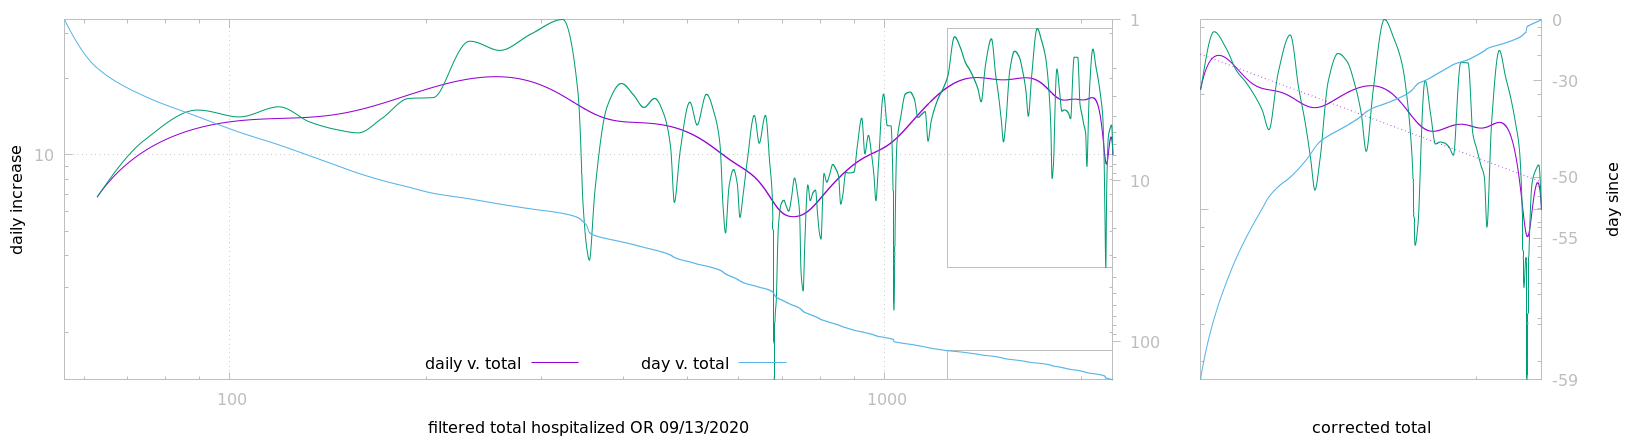 daily increase
10
100
1000
1
10
100
daily v. total
day v. total
filtered total hospitalized OR 09/13/2020
0
-30
-50
-55
-59
day since
corrected total